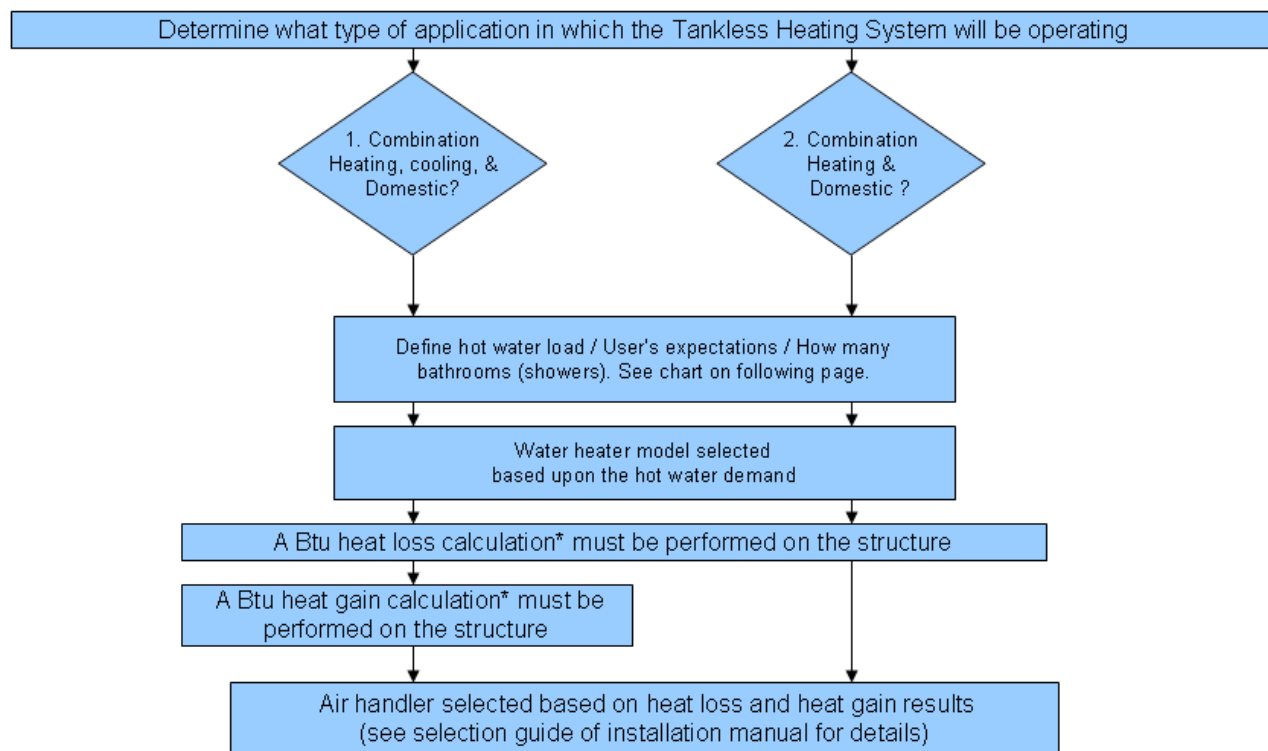 Determine what type of application in which the Tankless Heating System will be operating
1. Combination
Heating, cooling, &
Domestic?
2. Combination
Heating &
Domestic ?
Define hot water load / User's expectations / How many
bathrooms (showers). See chart on following page.
Water heater model selected
based upon the hot water demand
A Btu heat loss calculation* must be performed on the structure
A Btu heat gain calculation* must be
performed on the structure
Air handler selected based on heat loss and heat gain results
(see selection guide of installation manual for details)